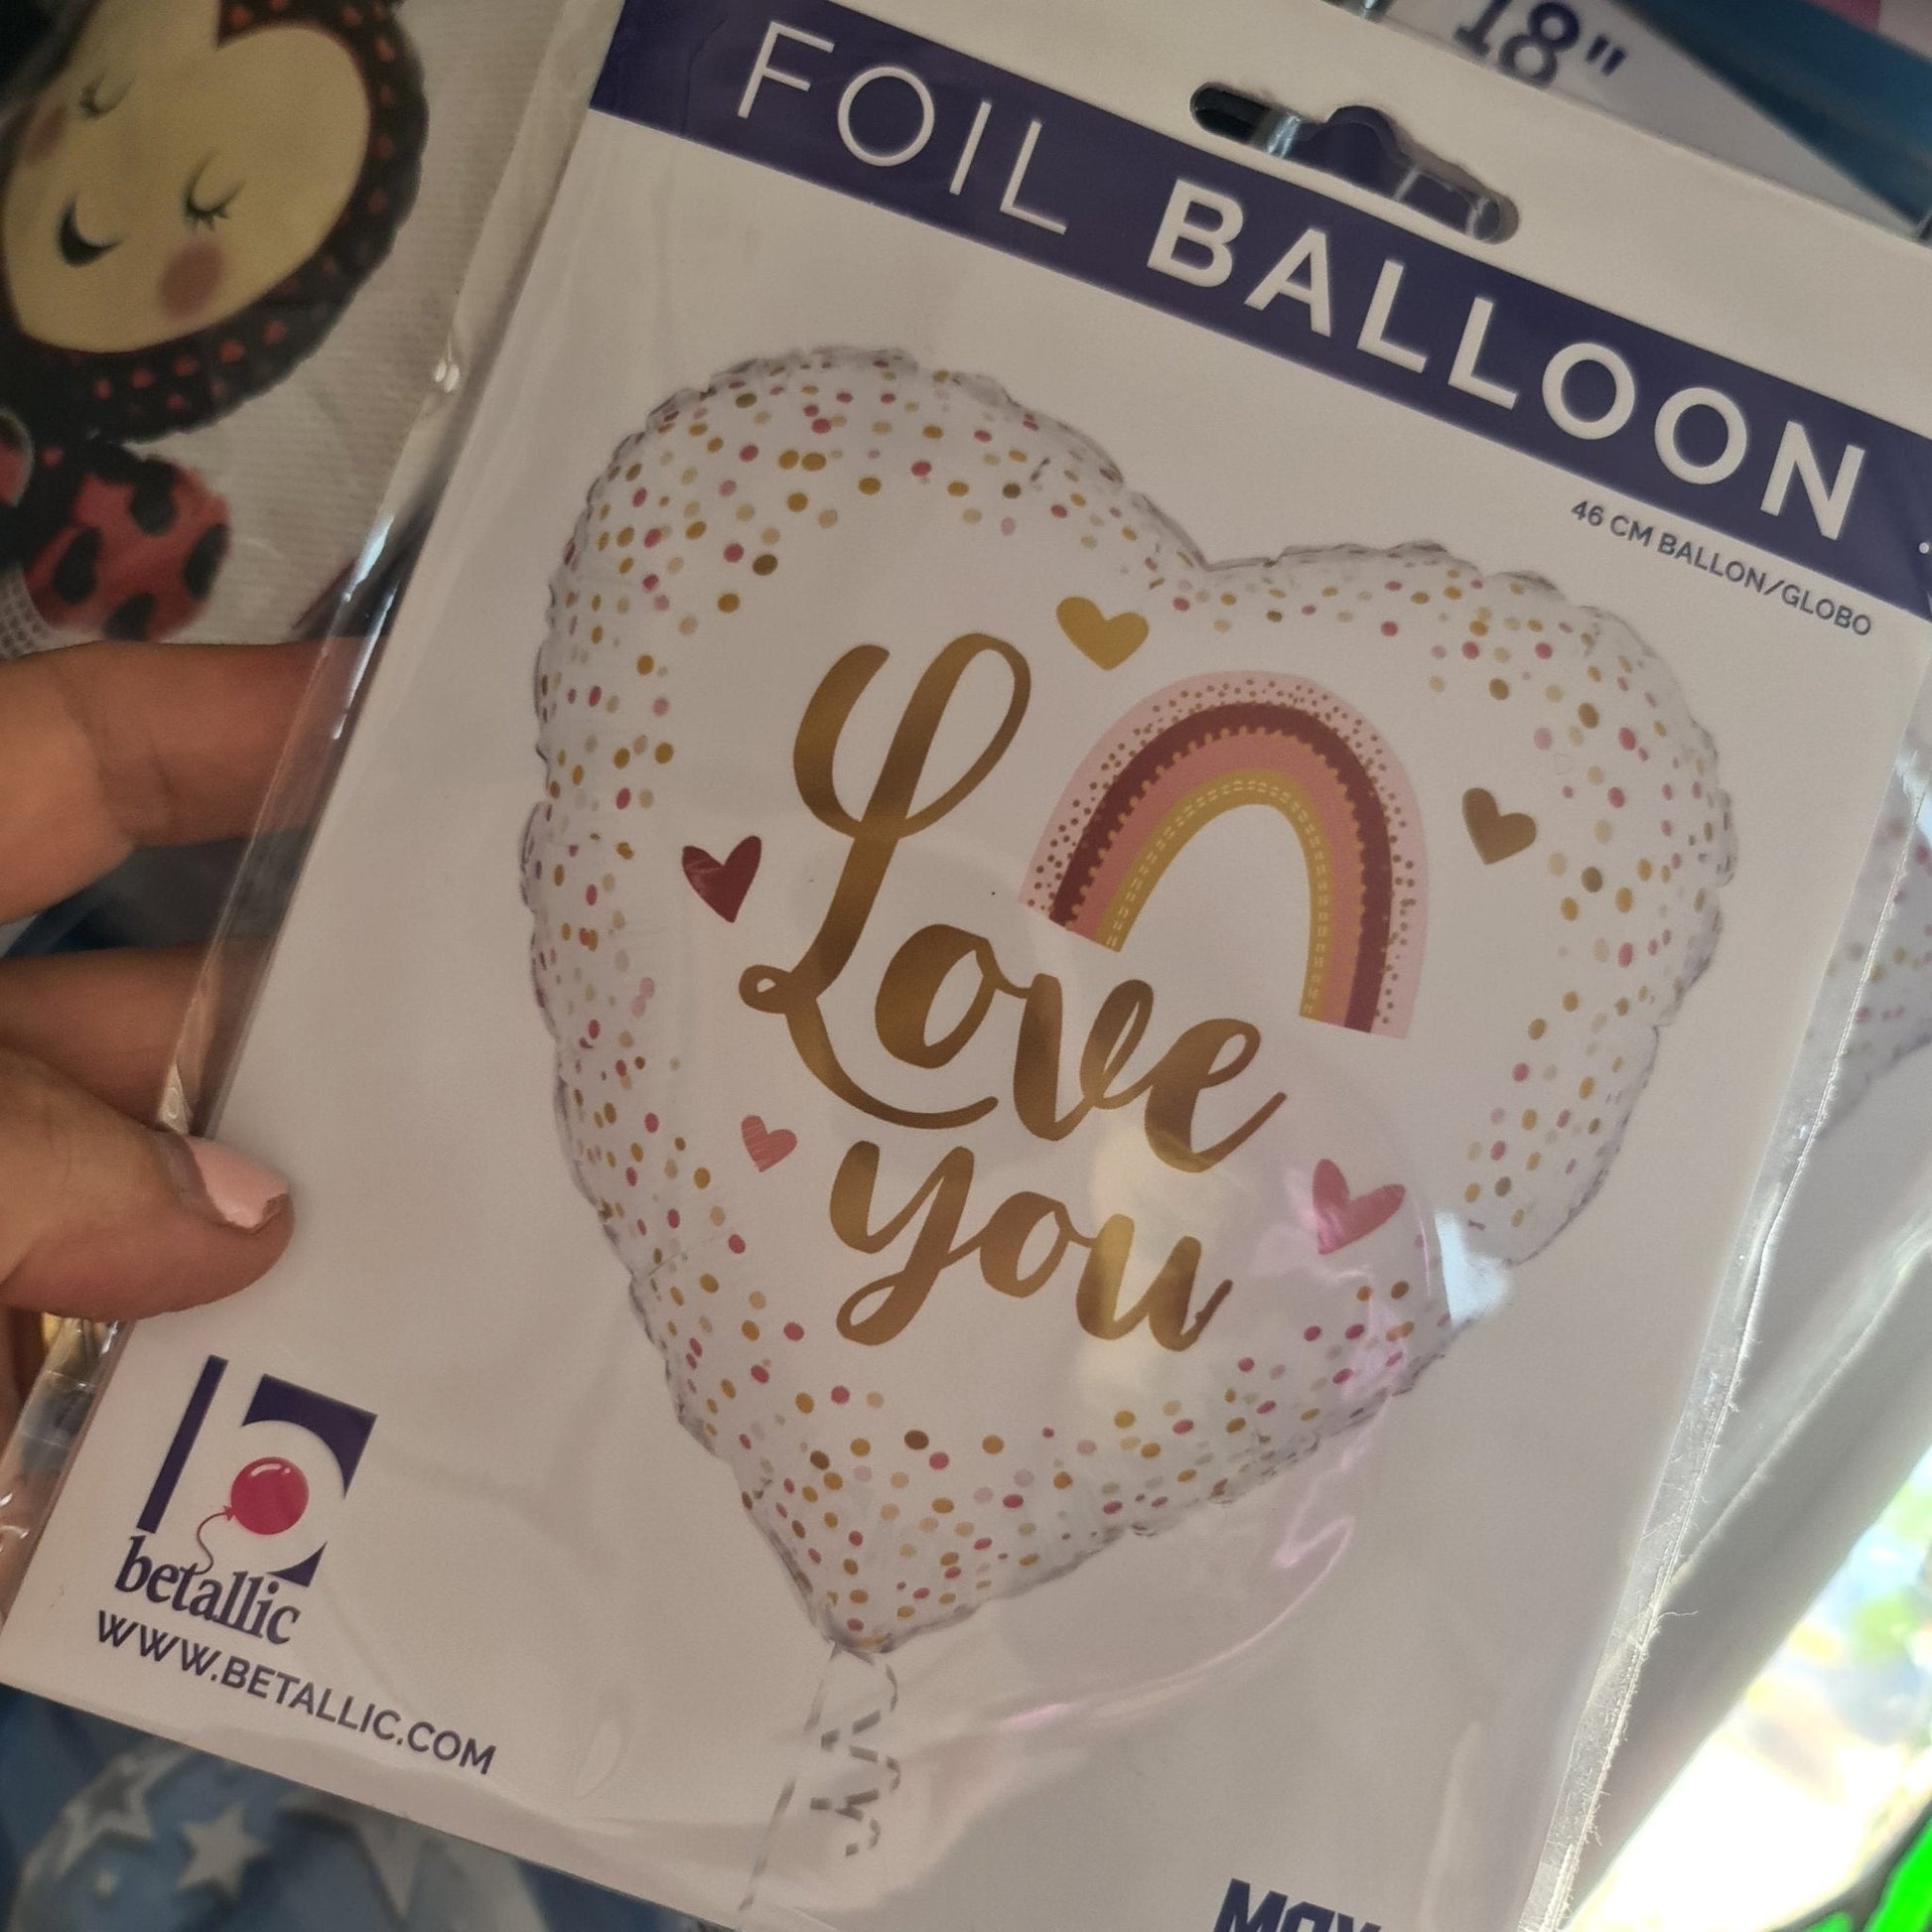 18"
FOIL BALLOON
46 CM BALLON/GLOBO
Love
you
betallic
WWW.BETALLIC.COM